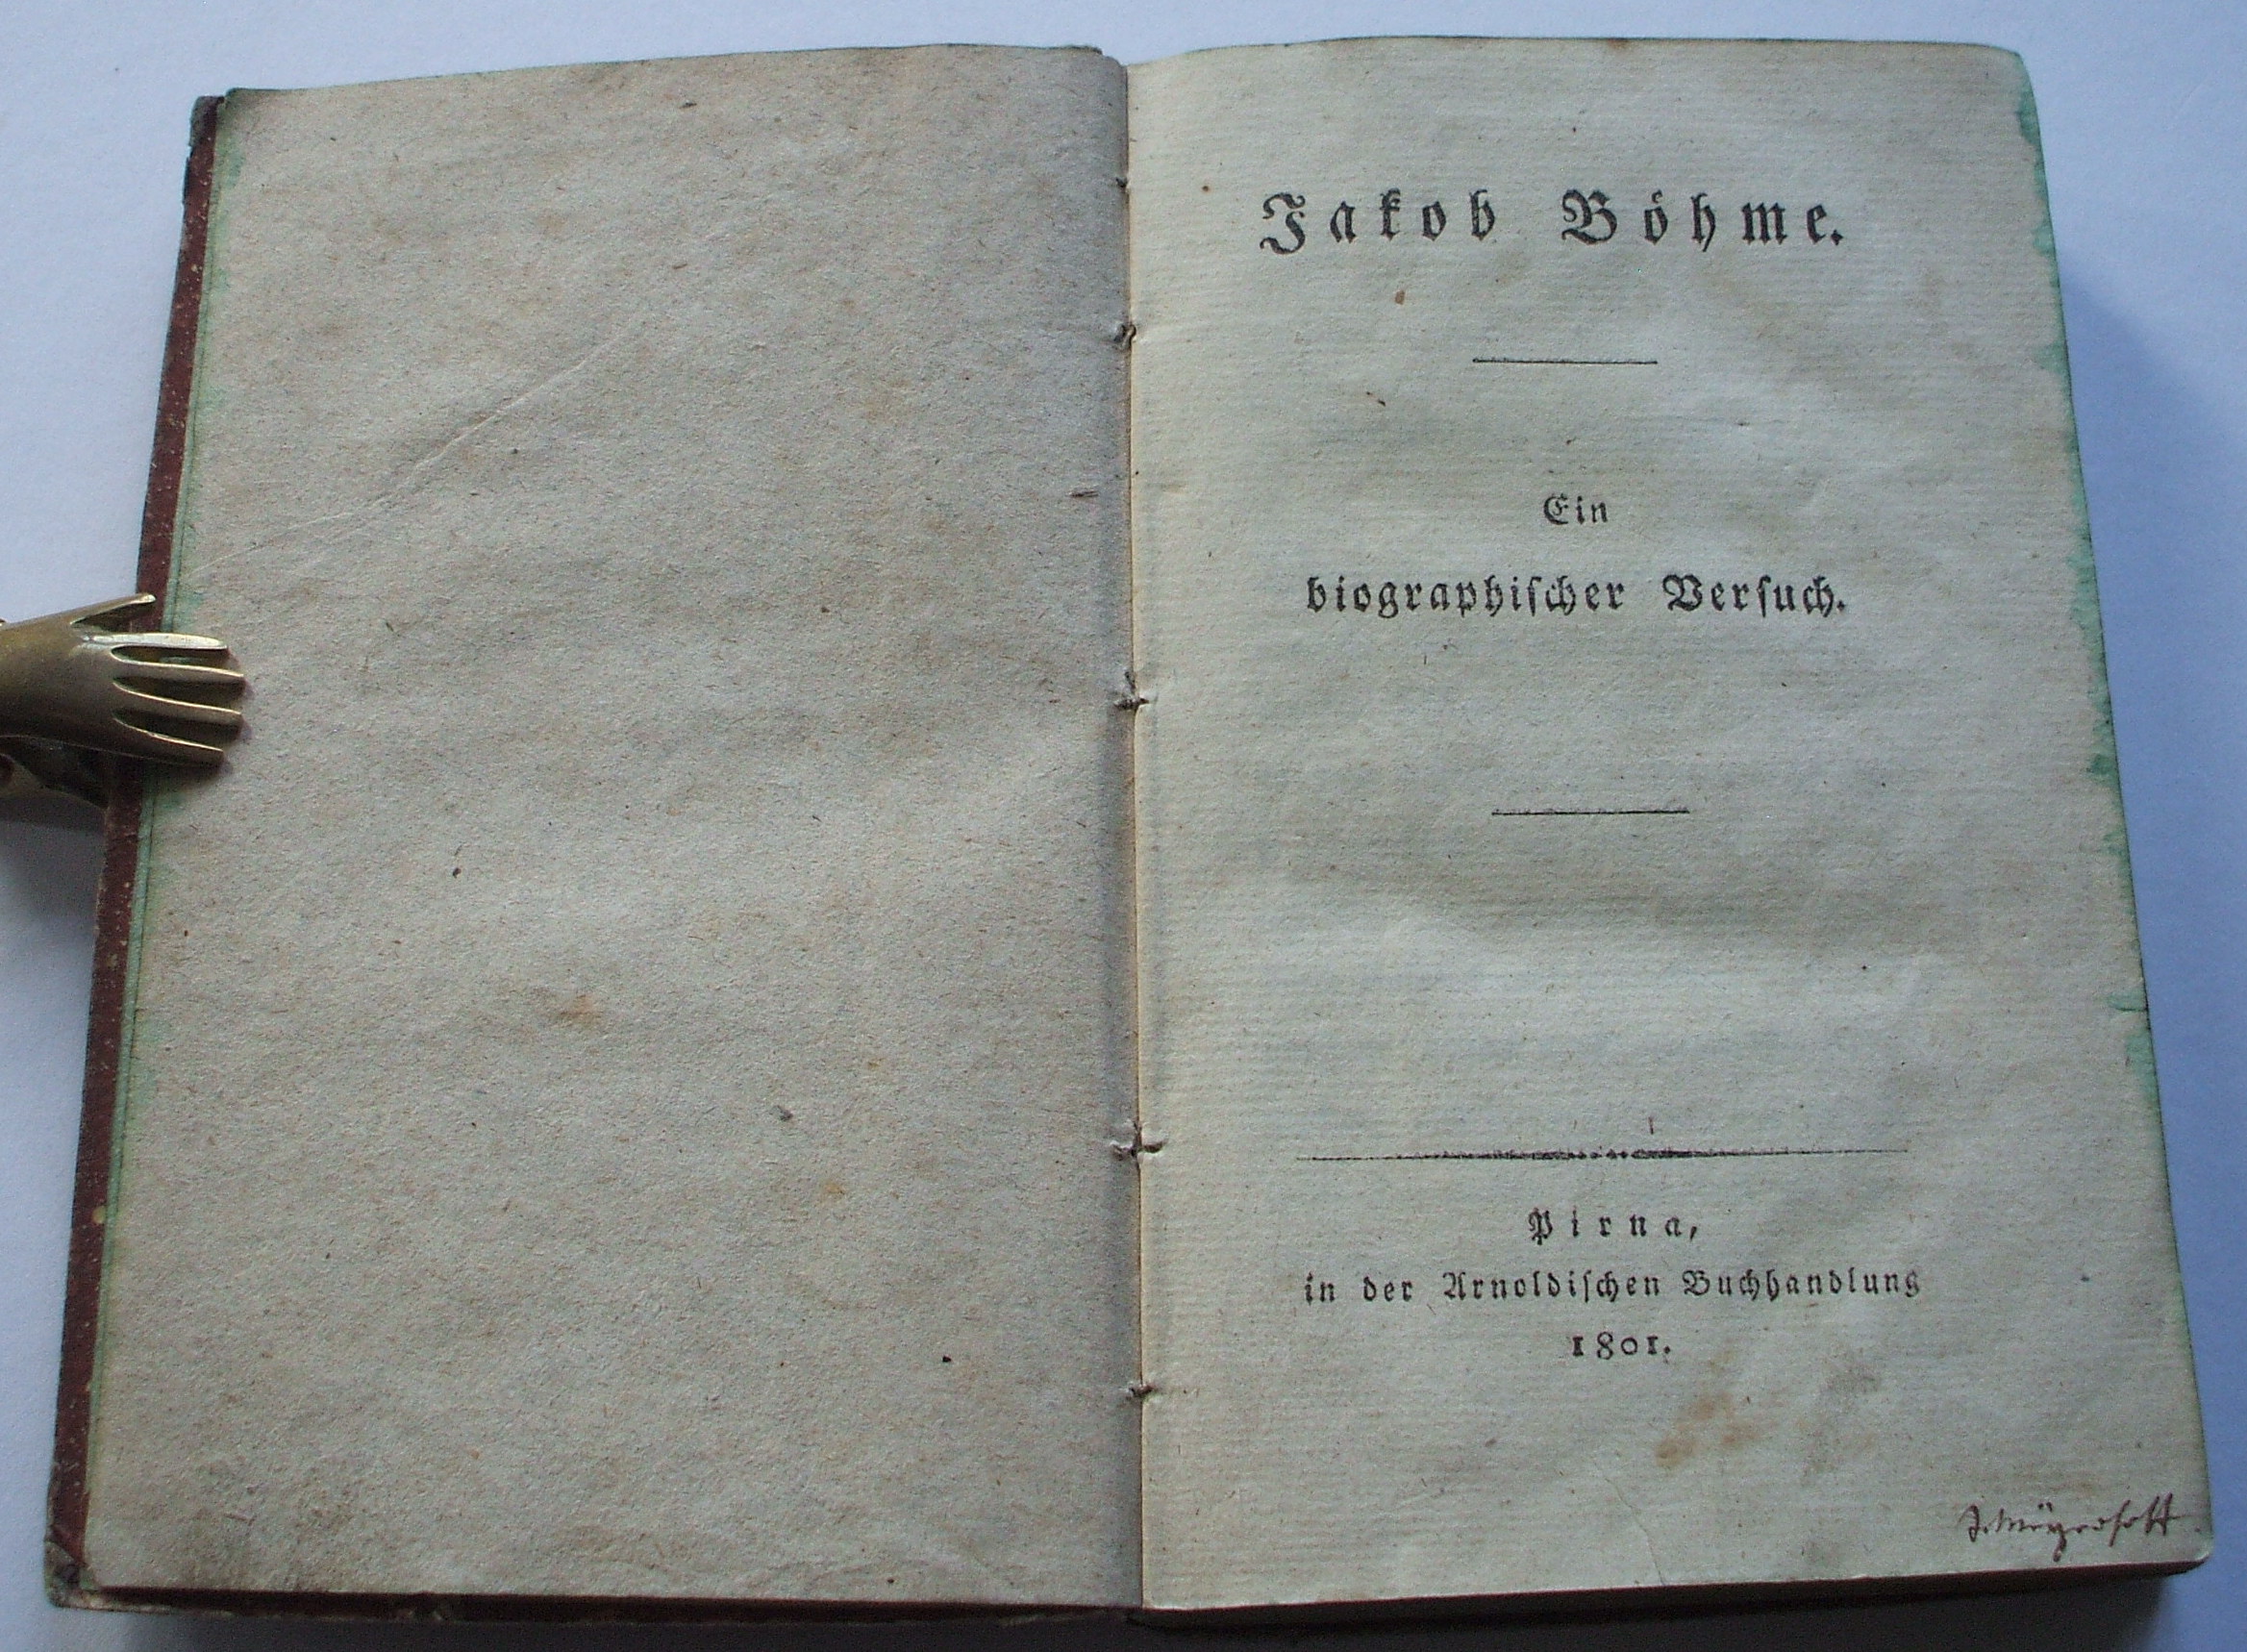 Jakob Böhme.
Ein
biographiſcher Verſuch.
Pirna,
in der Arnoldiſchen Buchhandlung
1801.